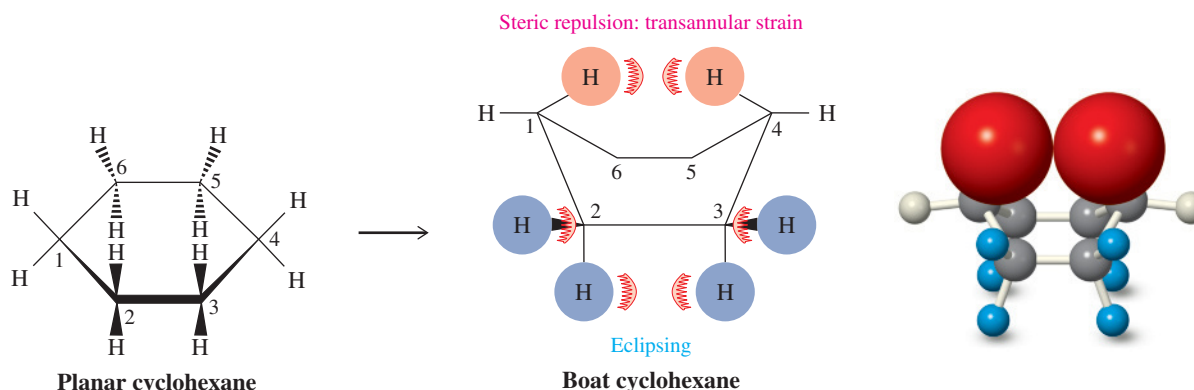 Steric repulsion: transannular strain
H H
H H
1 4
H H
6 5
6 5
H H
H H
H H
H H
1 4
2 3
H H
H H
2 3
H H
H H
Eclipsing
Planar cyclohexane
Boat cyclohexane